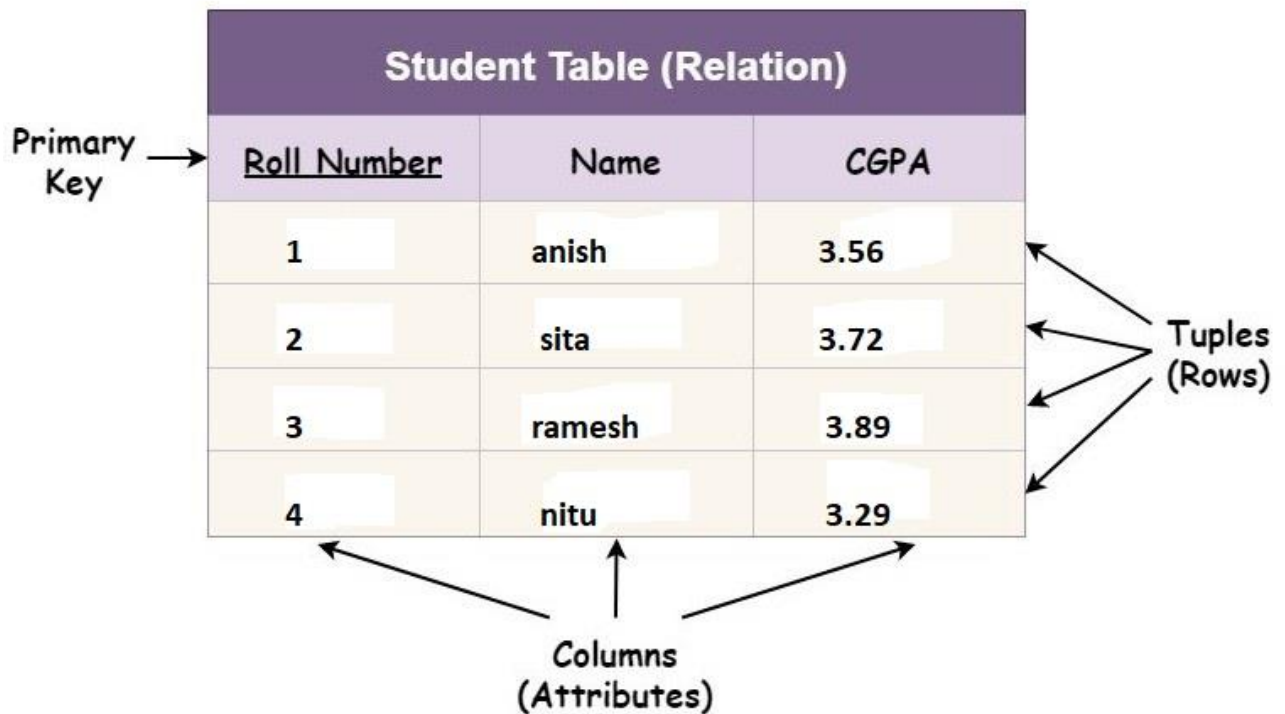 Student Table (Relation)
Primary
Key
Roll Number Name CGPA
1 anish 3.56
2 sita 3.72
3 ramesh 3.89
4 nitu 3.29
Tuples
(Rows)
Columns
(Attributes)